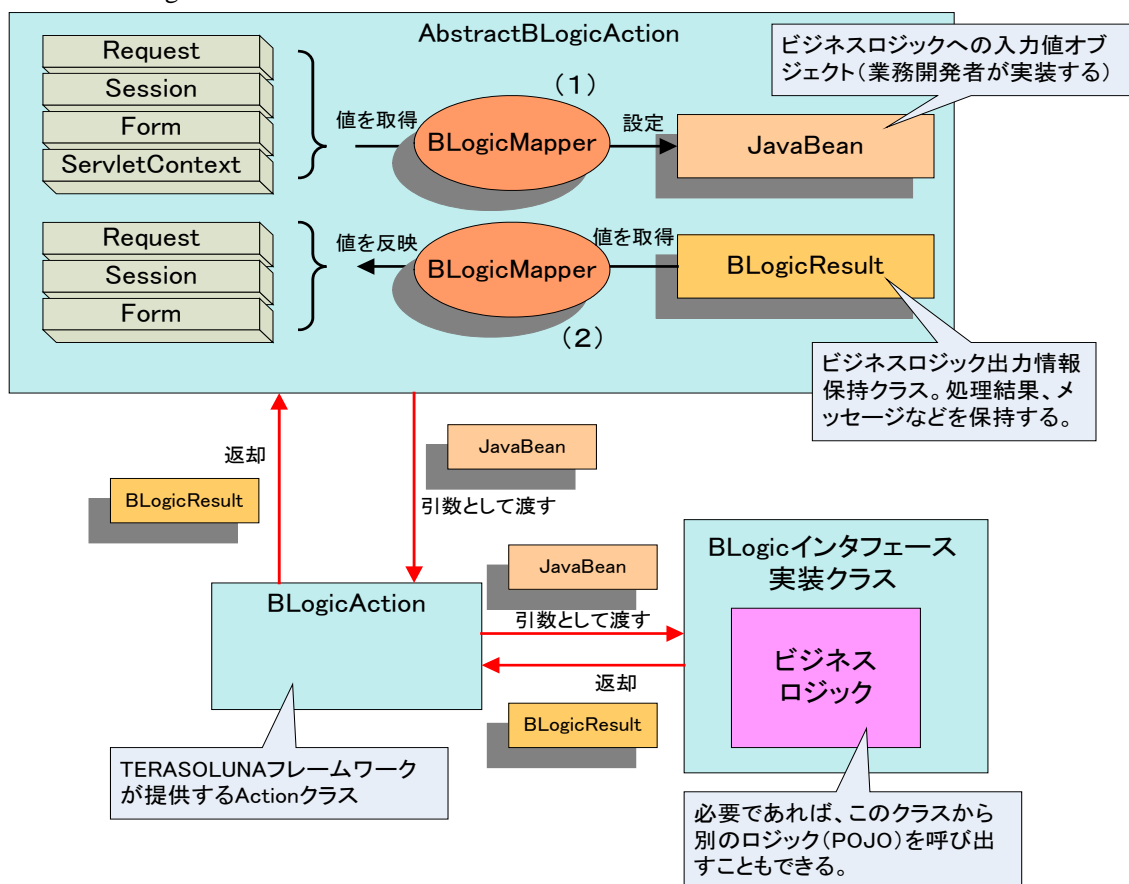 AbstractBLogicAction
Request
Session
Form
ServletContext
値を取得
(1)
BLogicMapper
設定
JavaBean
ビジネスロジックへの入力値オブ
ジェクト(業務開発者が実装する)
Request
Session
Form
値を反映
BLogicMapper
(2)
値を取得
BLogicResult
ビジネスロジック出力情報
保持クラス。処理結果、メ
ッセージなどを保持する。
返却
BLogicResult
JavaBean
引数として渡す
BLogicAction
JavaBean
引数として渡す
返却
BLogicResult
BLogicインタフェース
実装クラス
ビジネス
ロジック
TERASOLUNAフレームワーク
が提供するActionクラス
必要であれば、このクラスから
別のロジック(POJO)を呼び出
すこともできる。